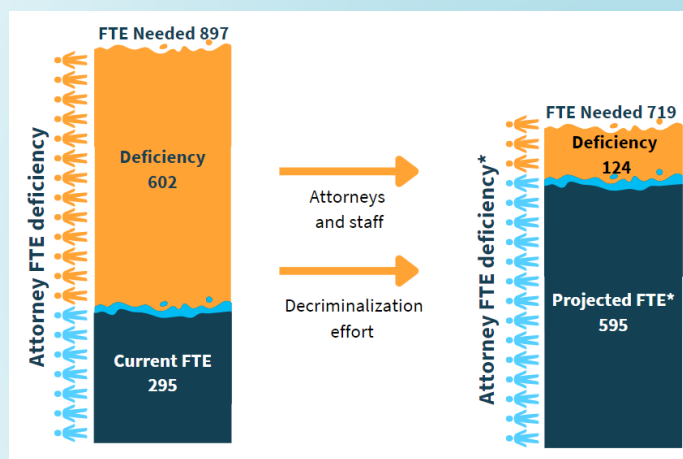 FTE Needed 897
Attorney FTE deficiency
Deficiency
602
Current FTE
295
Attorneys
and staff
Decriminalization
effort
FTE Needed 719
Attorney FTE deficiency*
Deficiency
124
Projected FTE*
595